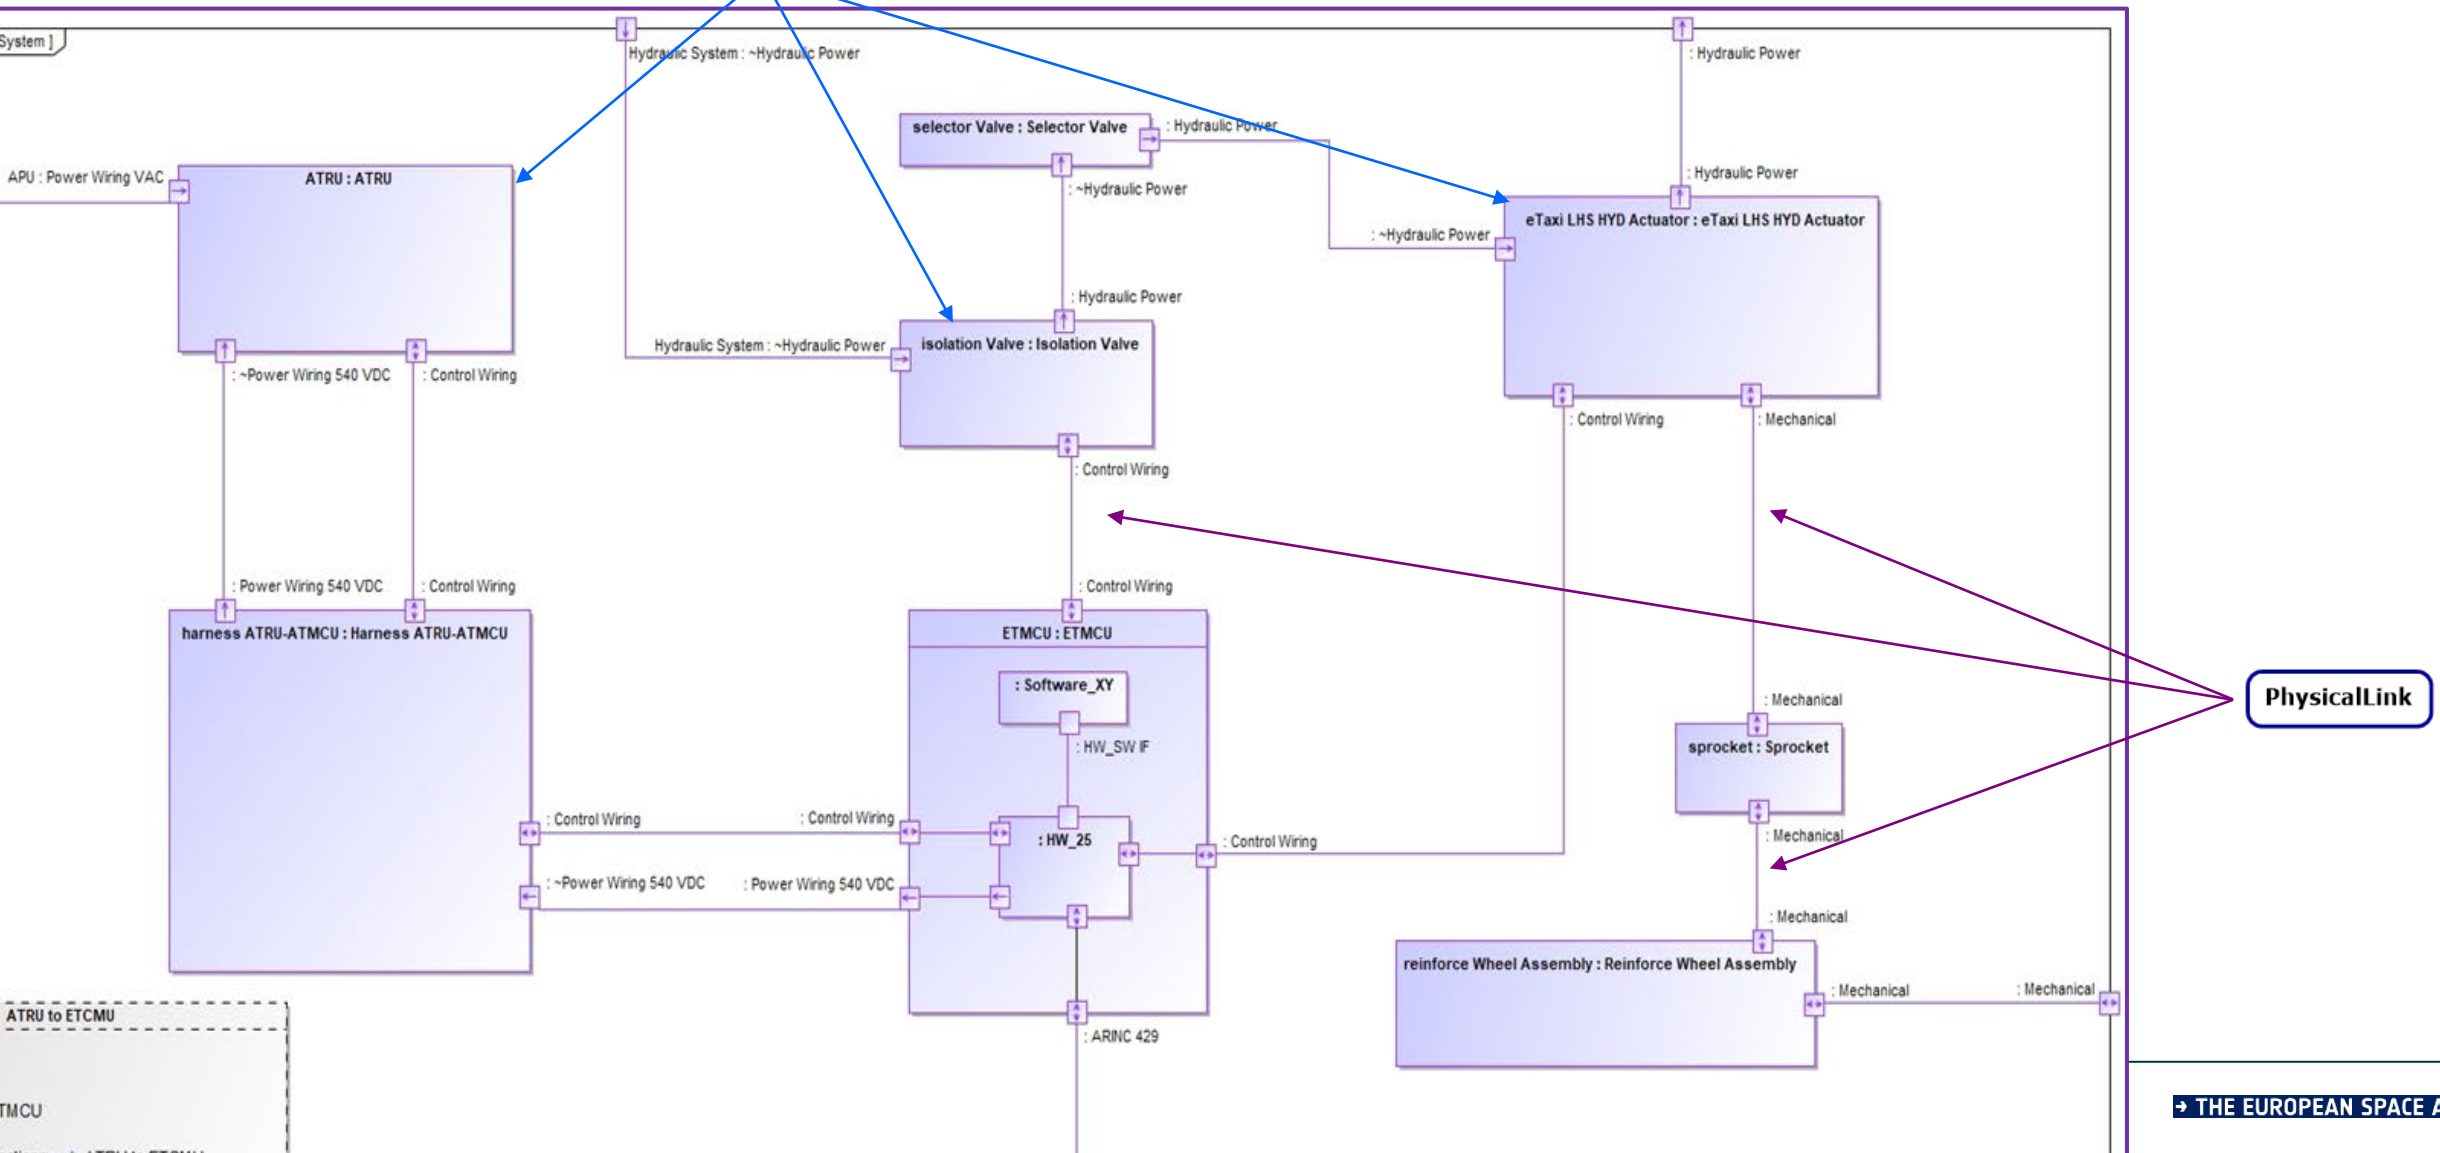 System ]
Hydraulic System : ~Hydraulic Power
: Hydraulic Power
selector Valve : Selector Valve
: Hydraulic Power
APU : Power Wiring VAC
ATRU : ATRU
: ~Hydraulic Power
: Hydraulic Power
eTaxi LHS HYD Actuator : eTaxi LHS HYD Actuator
: ~Hydraulic Power
: Hydraulic Power
Hydraulic System : ~Hydraulic Power
isolation Valve : Isolation Valve
: ~Power Wiring 540 VDC
: Control Wiring
: Control Wiring
: Mechanical
: Control Wiring
: Power Wiring 540 VDC
: Control Wiring
: Control Wiring
harness ATRU-ATMCU : Harness ATRU-ATMCU
ETMCU : ETMCU
: Software_XY
PhysicalLink
: Mechanical
: HW_SW IF
sprocket : Sprocket
: Control Wiring
: Control Wiring
: HW_25
: Control Wiring
: Mechanical
: ~Power Wiring 540 VDC
: Power Wiring 540 VDC
: Mechanical
reinforce Wheel Assembly : Reinforce Wheel Assembly
: Mechanical
: Mechanical
ATRU to ETCMU
: ARINC 429
TMCU
THE EUROPEAN SPACE A